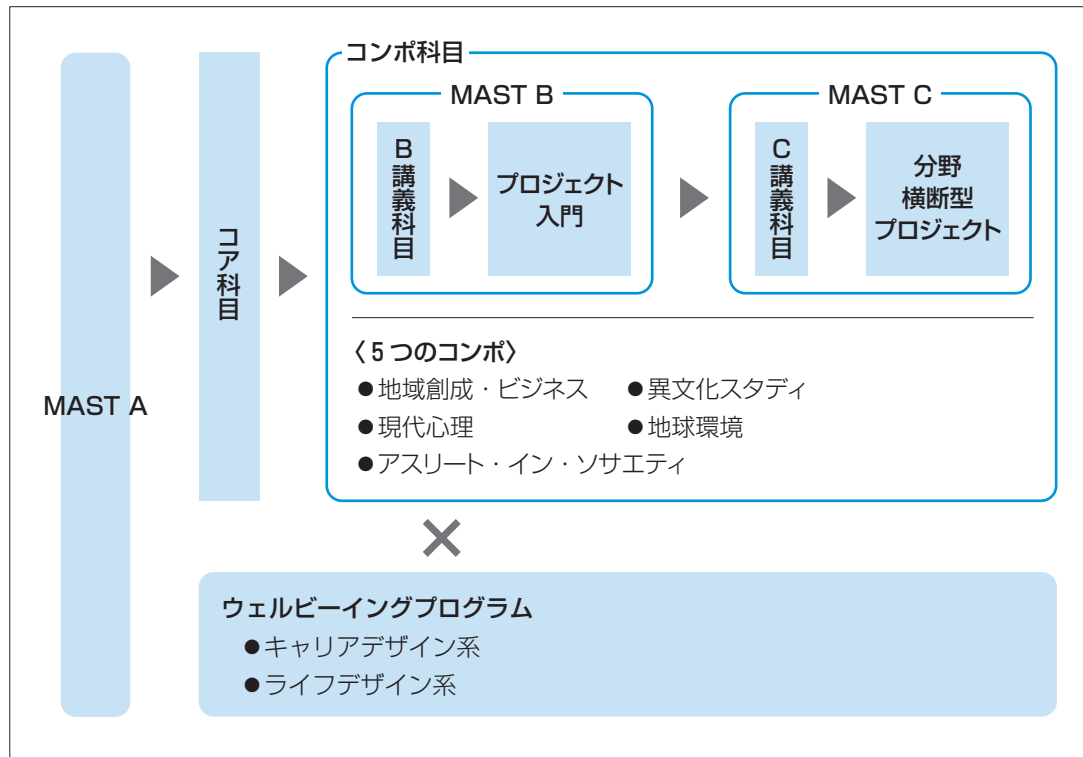 MAST A
コア科目
コンポ科目
MAST B
B講義科目
プロジェクト
入門
MAST C
C講義科目
分野
横断型
プロジェクト
〈5つのコンポ〉
●地域創成・ビジネス ●異文化スタディ
●現代心理 ●地球環境
●アスリート・イン・ソサエティ
×
ウェルビーイングプログラム
●キャリアデザイン系
●ライフデザイン系